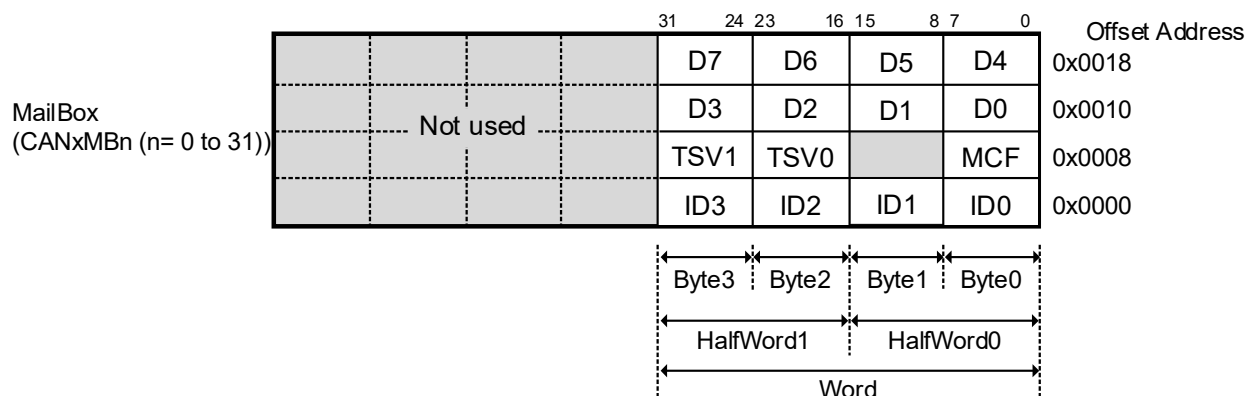 31 24 23 16 15 8 7 0
Offset Address
D7 D6 D5 D4 0x0018
MailBox
(CANxMBn (n= 0 to 31))
Not used
D3 D2 D1 D0 0x0010
TSV1 TSV0 MCF 0x0008
ID3 ID2 ID1 ID0 0x0000
Byte3 Byte2 Byte1 Byte0
HalfWord1 HalfWord0
Word